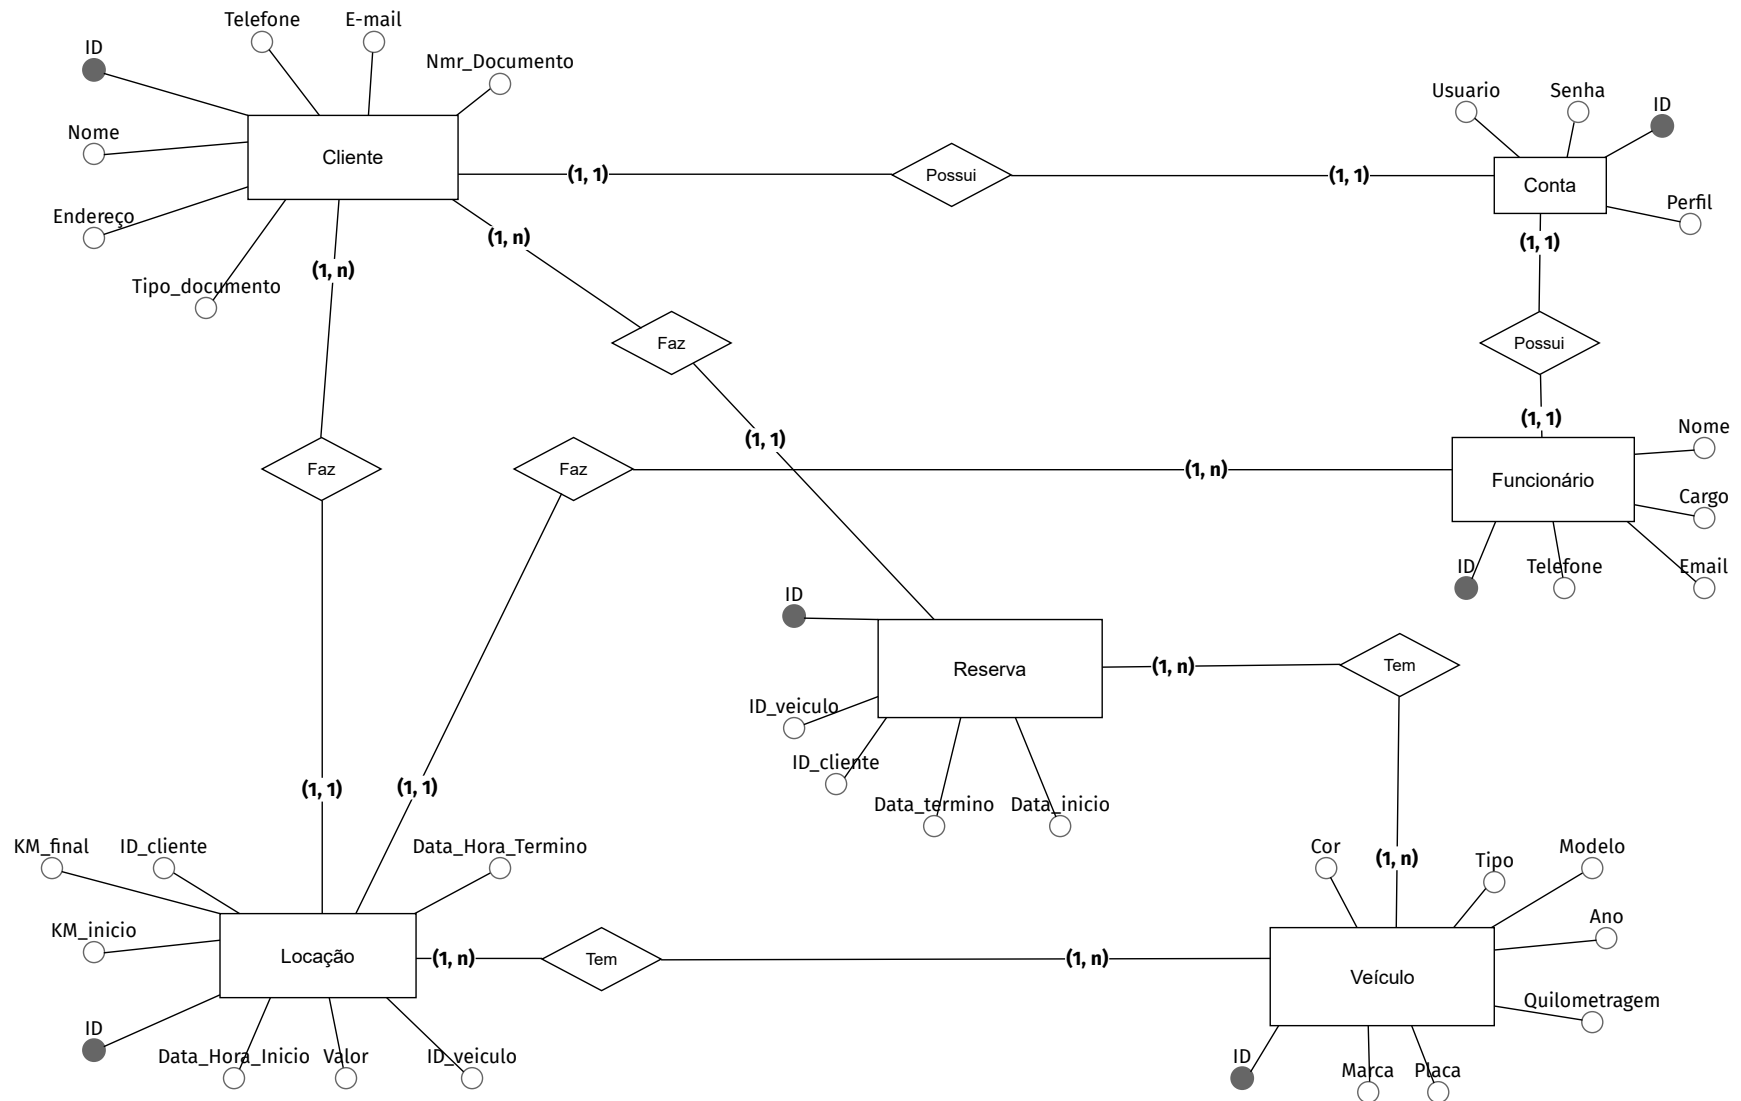 Telefone
E-mail
ID
Nmr_Documento
Usuario
Senha
ID
Nome
Cliente
(1, 1)
Possui
(1, 1)
Conta
Endereço
Perfil
(1, n)
(1, 1)
(1, n)
Tipo_documento
Faz
Possui
(1, 1)
(1, 1)
Nome
Faz
Faz
(1, n)
Funcionário
Cargo
ID
Telefone
Email
ID
Reserva
(1, n)
Tem
ID_veiculo
ID_cliente
(1, 1)
(1, 1)
Data_termino
Data_inicio
KM_final
ID_cliente
Data_Hora_Termino
Cor
(1, n)
Tipo
Modelo
KM_inicio
Ano
Locação
(1, n)
Tem
(1, n)
Veículo
Quilometragem
ID
Data_Hora_Inicio
Valor
ID_veiculo
ID
Marca
Placa